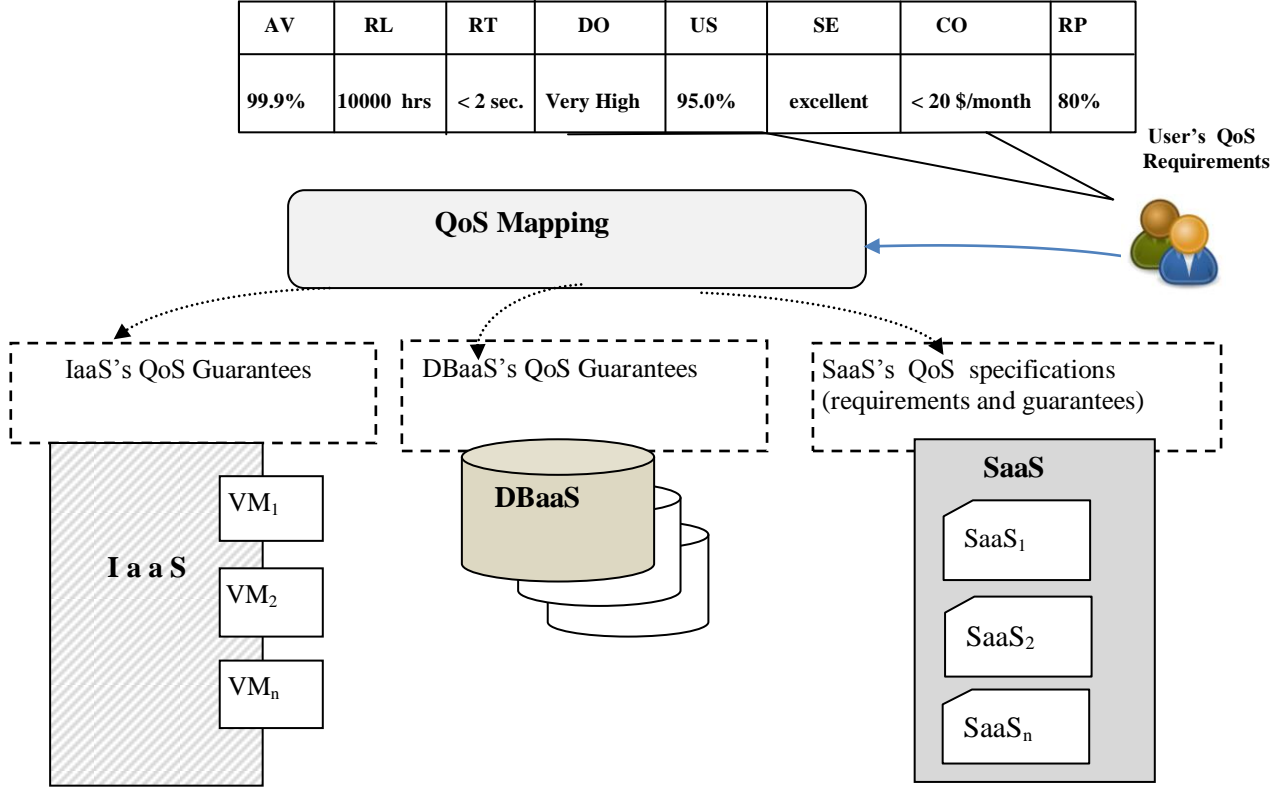 AV RL RT DO US SE CO RP
99.9% 10000 hrs < 2 sec. Very High 95.0% excellent < 20 $/month 80%
User’s QoS
Requirements
QoS Mapping
IaaS’s QoS Guarantees
DBaaS’s QoS Guarantees
SaaS’s QoS specifications
(requirements and guarantees)
I a a S
VM1
VM2
VMn
DBaaS
SaaS
SaaS1
SaaS2
SaaSn